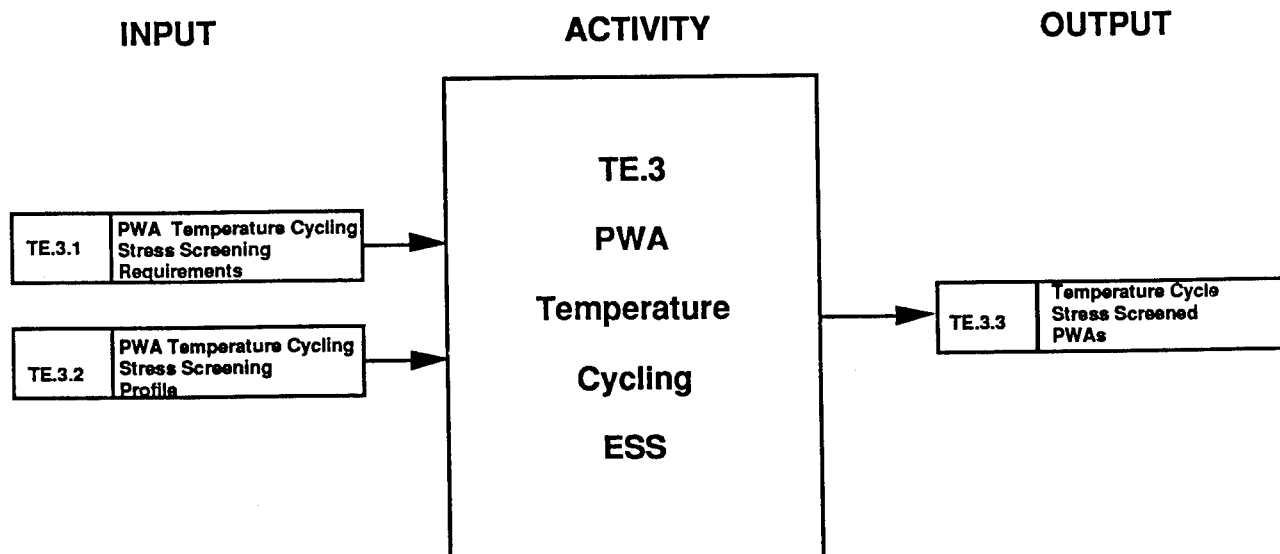 INPUT
ACTIVITY
OUTPUT
TE.3.1
PWA Temperature Cycling
Stress Screening
Requirements
TE.3.2
PWA Temperature Cycling
Stress Screening
Profile
TE.3
PWA
Temperature
Cycling
ESS
TE.3.3
Temperature Cycle
Stress Screened
PWAs